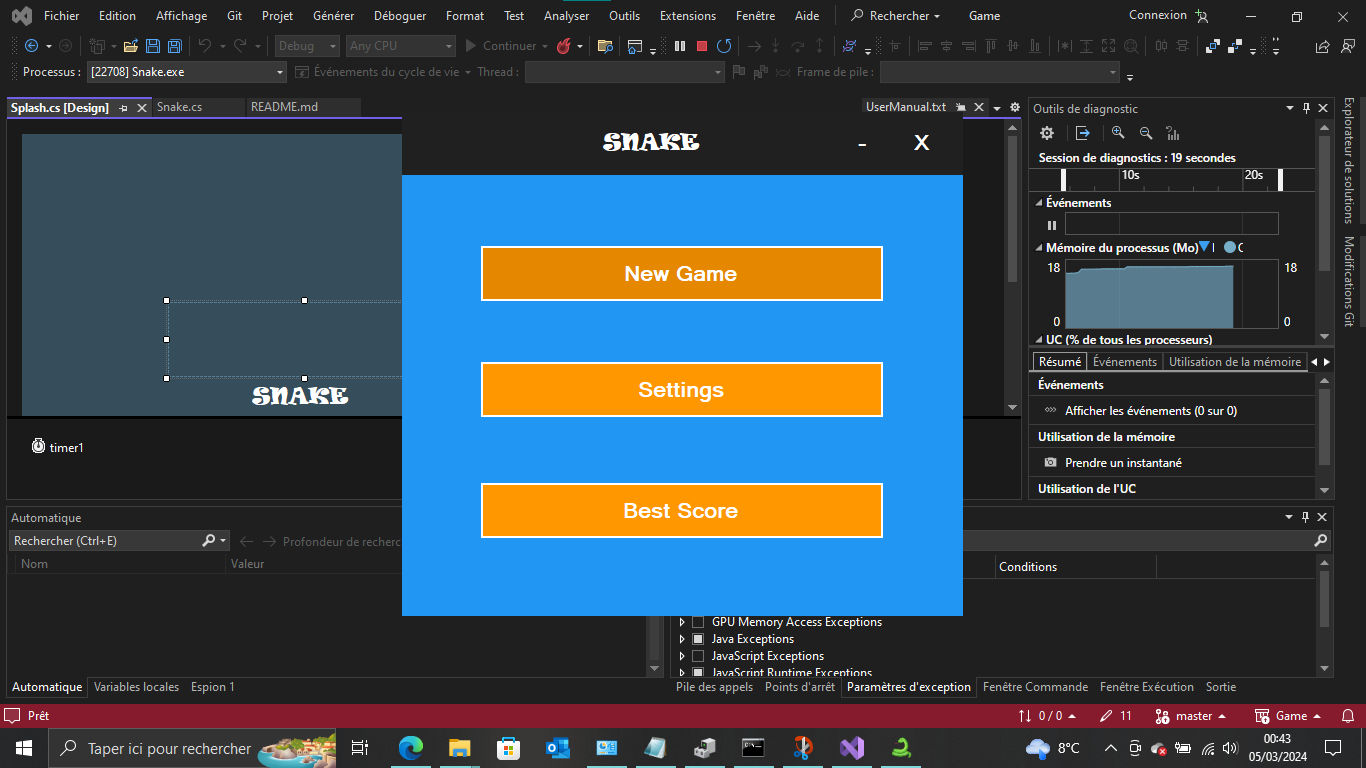 Fichier Edition Affichage Git Projet Générer Déboguer Format Test Analyser Outils Extensions Fenêtre Aide Rechercher Game Connexion
Debug Any CPU Continuer
Processus : [22708] Snake.exe Événements du cycle de vie Thread : Frame de pile :
Splash.cs [Design] Snake.cs README.md UserManual.txt
SNAKE - X
New Game
Settings
Best Score
SNAKE
timer1
Outils de diagnostic
Session de diagnostics : 19 secondes
10s 20s
Événements
Mémoire du processus (Mo)
18 18
0 0
UC (% de tous les processeurs)
Résumé Événements Utilisation de la mémoire
Événements
Afficher les événements (0 sur 0)
Utilisation de la mémoire
Prendre un instantané
Utilisation de l'UC
Explorateur de solutions
Modifications Git
Automatique
Rechercher (Ctrl+E) Profondeur de recherc
Nom Valeur
Conditions
GPU Memory Access Exceptions
Java Exceptions
JavaScript Exceptions
JavaScript Runtime Exceptions
Automatique Variables locales Espion 1
Pile des appels Points d'arrêt Paramètres d'exception Fenêtre Commande Fenêtre Exécution Sortie
Prêt 0 / 0 11 master Game
Taper ici pour rechercher 8°C 00:43
05/03/2024